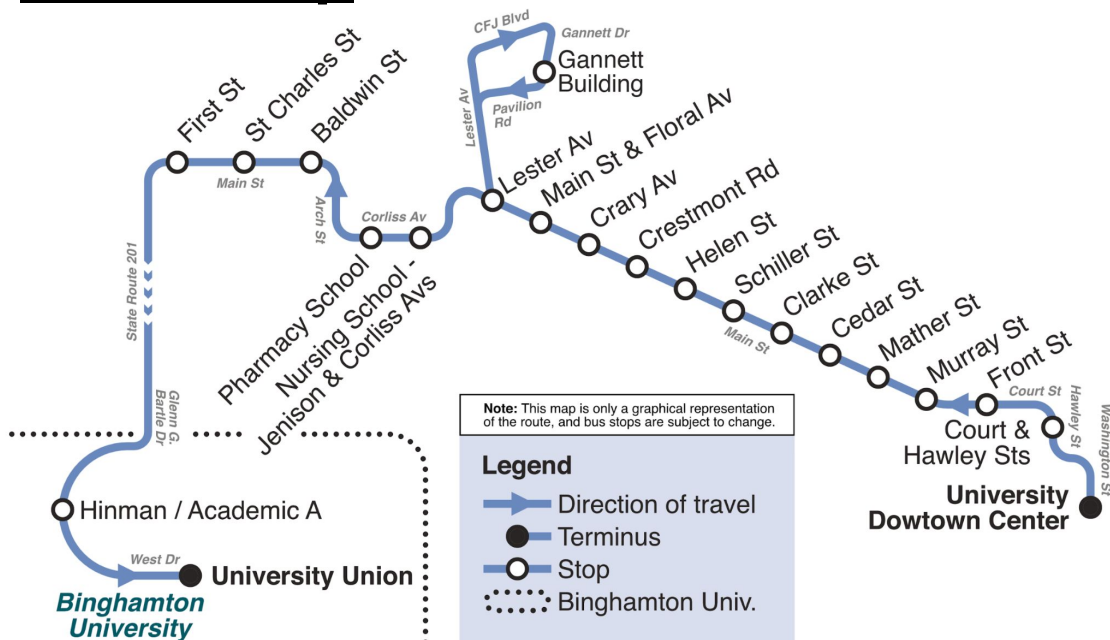 CFJ Blvd
Gannett Dr
Gannett
Building
Pavilion
Rd
Lester Av
First St
St Charles St
Baldwin St
Main St
Arch St
Corliss Av
Pharmacy School
Nursing School -
Jenison & Corliss Avs
Lester Av
Main St & Floral Av
Crary Av
Crestmont Rd
Helen St
Schiller St
Clarke St
Cedar St
Mather St
Murray St
Front St
Main St
Court St
Hawley St
Washington St
Court &
Hawley Sts
University
Dowtown Center
State Route 201
Glenn G.
Bartle Dr
Hinman / Academic A
West Dr
University Union
Binghamton
University
Note: This map is only a graphical representation
of the route, and bus stops are subject to change.
Legend
Direction of travel
Terminus
Stop
Binghamton Univ.